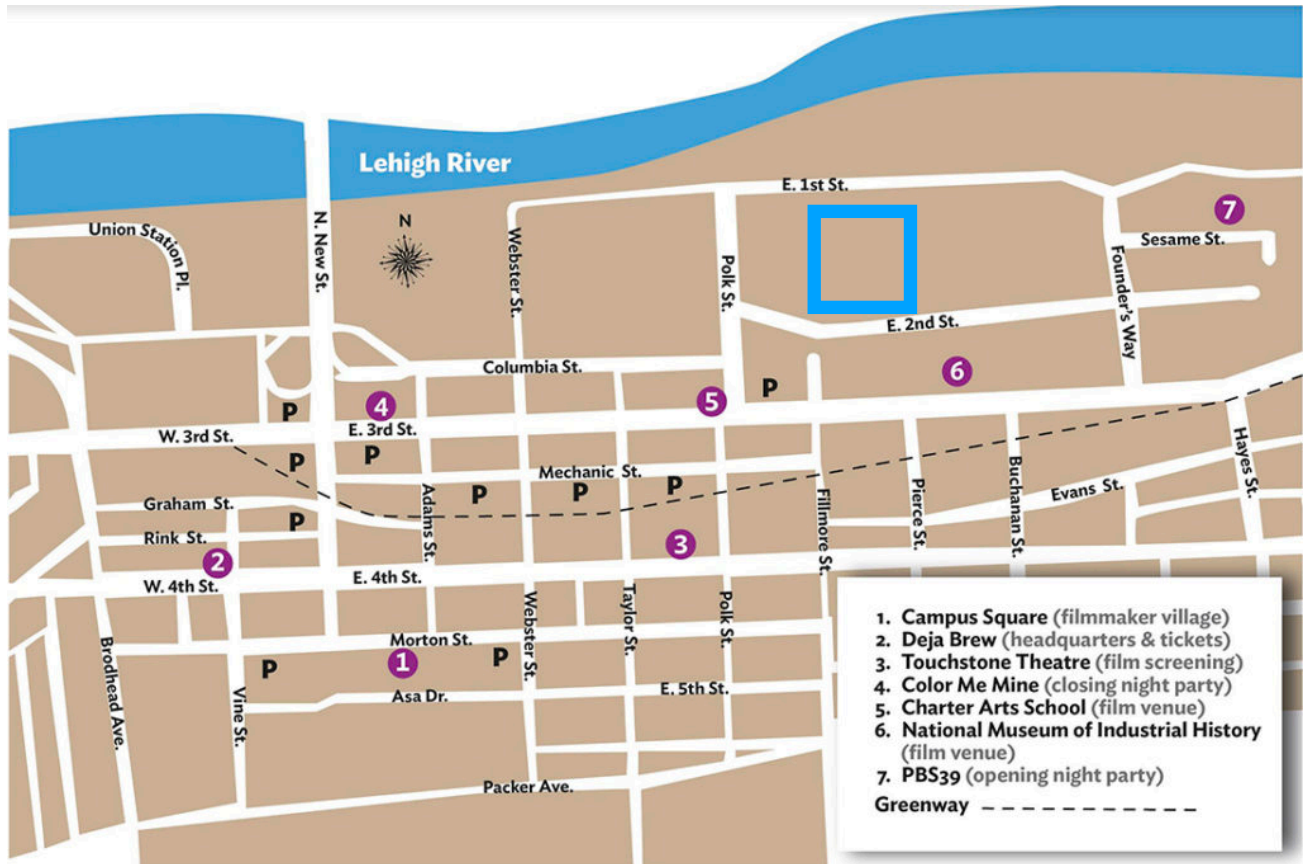 Lehigh River
E. 1st St.
7
Union Station Pl.
N. New St.
N
Webster St.
Polk St.
Founder's Way
Sesame St.
E. 2nd St.
Columbia St.
6
P
5
4
P
E. 3rd St.
W. 3rd St.
P
P
Mechanic St.
P
P
P
Adams St.
Fillmore St.
Pierce St.
Buchanan St.
Evans St.
Hayes St.
Graham St.
P
Rink St.
2
3
W. 4th St.
E. 4th St.
Webster St.
Taylor St.
Polk St.
Morton St.
P
1
P
Brodhead Ave.
Vine St.
Asa Dr.
E. 5th St.
Packer Ave.
1. Campus Square (filmmaker village)
2. Deja Brew (headquarters & tickets)
3. Touchstone Theatre (film screening)
4. Color Me Mine (closing night party)
5. Charter Arts School (film venue)
6. National Museum of Industrial History
(film venue)
7. PBS39 (opening night party)
Greenway